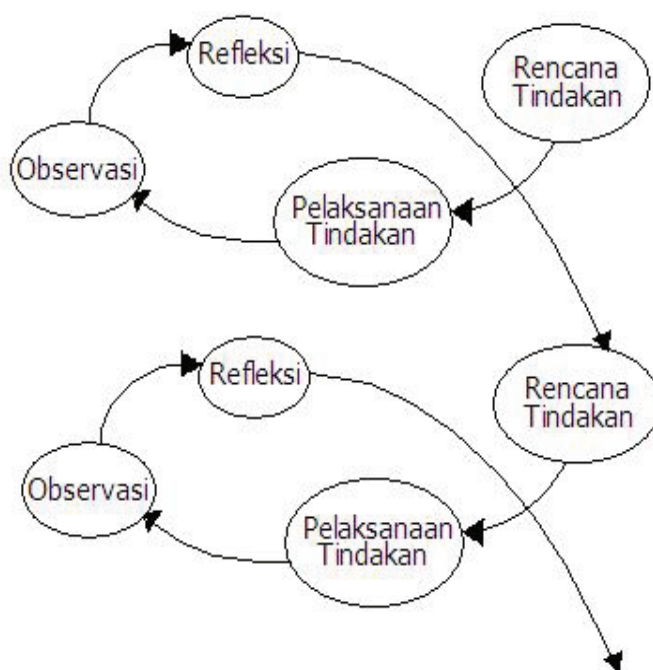 Refleksi
Rencana
Tindakan
Observasi
Pelaksanaan
Tindakan
Refleksi
Rencana
Tindakan
Observasi
Pelaksanaan
Tindakan